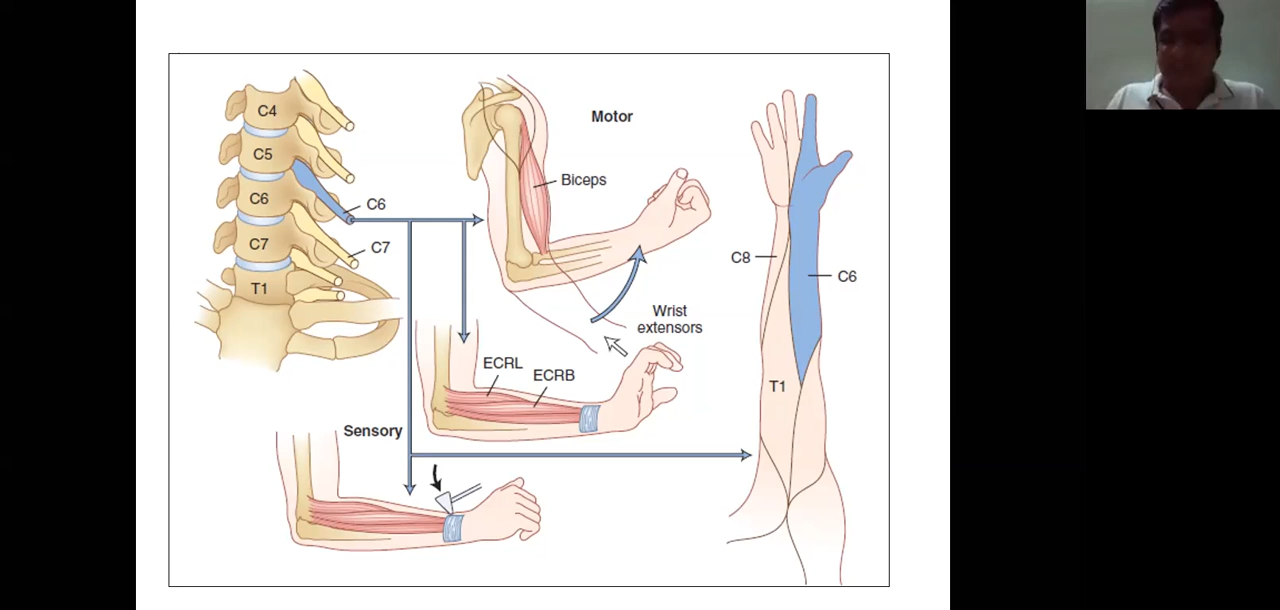 C4
C5
C6
C7
T1
C6
C7
Motor
Biceps
Wrist
extensors
ECRL
ECRB
Sensory
C8
C6
T1